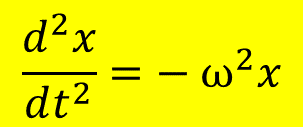 d²x/dt² = − ω²x